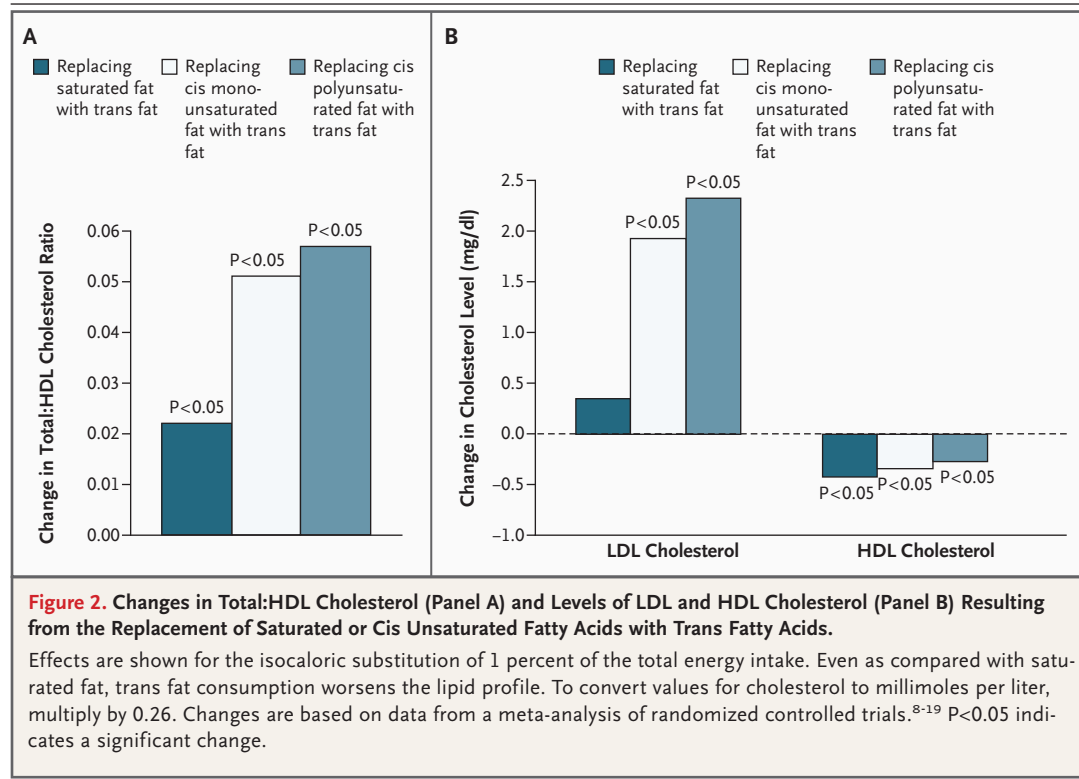 A
Replacing
saturated fat
with trans fat
Replacing
cis mono-
unsaturated
fat with trans
fat
Replacing cis
polyunsatu-
rated fat with
trans fat
Change in Total:HDL Cholesterol Ratio
0.06
0.05
0.04
0.03
0.02
0.01
0.00
P<0.05
P<0.05
P<0.05
B
Replacing
saturated fat
with trans fat
Replacing
cis mono-
unsaturated
fat with trans
fat
Replacing cis
polyunsatu-
rated fat with
trans fat
Change in Cholesterol Level (mg/dl)
2.5
2.0
1.5
1.0
0.5
0.0
–0.5
–1.0
P<0.05
P<0.05
P<0.05
P<0.05
P<0.05
LDL Cholesterol
HDL Cholesterol
Figure 2. Changes in Total:HDL Cholesterol (Panel A) and Levels of LDL and HDL Cholesterol (Panel B) Resulting
from the Replacement of Saturated or Cis Unsaturated Fatty Acids with Trans Fatty Acids.
Effects are shown for the isocaloric substitution of 1 percent of the total energy intake. Even as compared with satu-
rated fat, trans fat consumption worsens the lipid profile. To convert values for cholesterol to millimoles per liter,
multiply by 0.26. Changes are based on data from a meta-analysis of randomized controlled trials.8-19 P<0.05 indi-
cates a significant change.